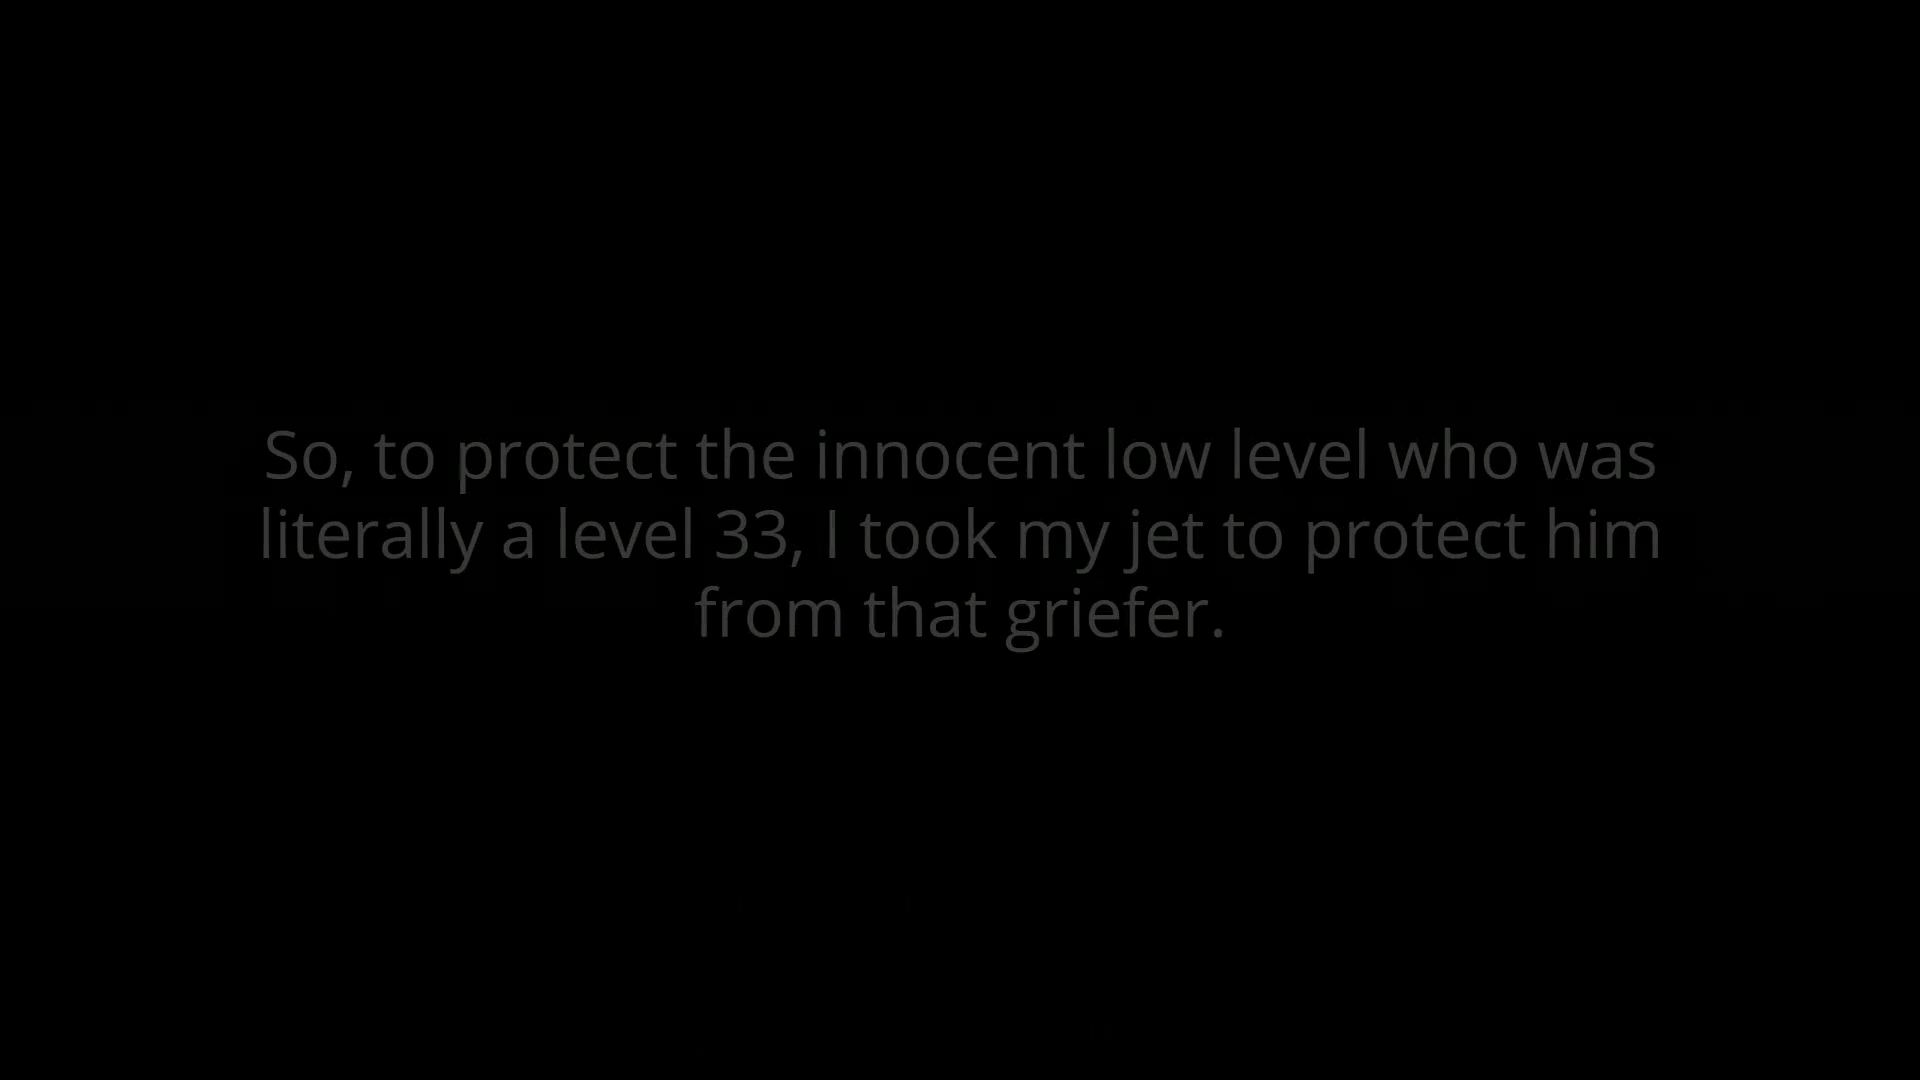 So, to protect the innocent low level who was
literally a level 33, I took my jet to protect him
from that griefer.